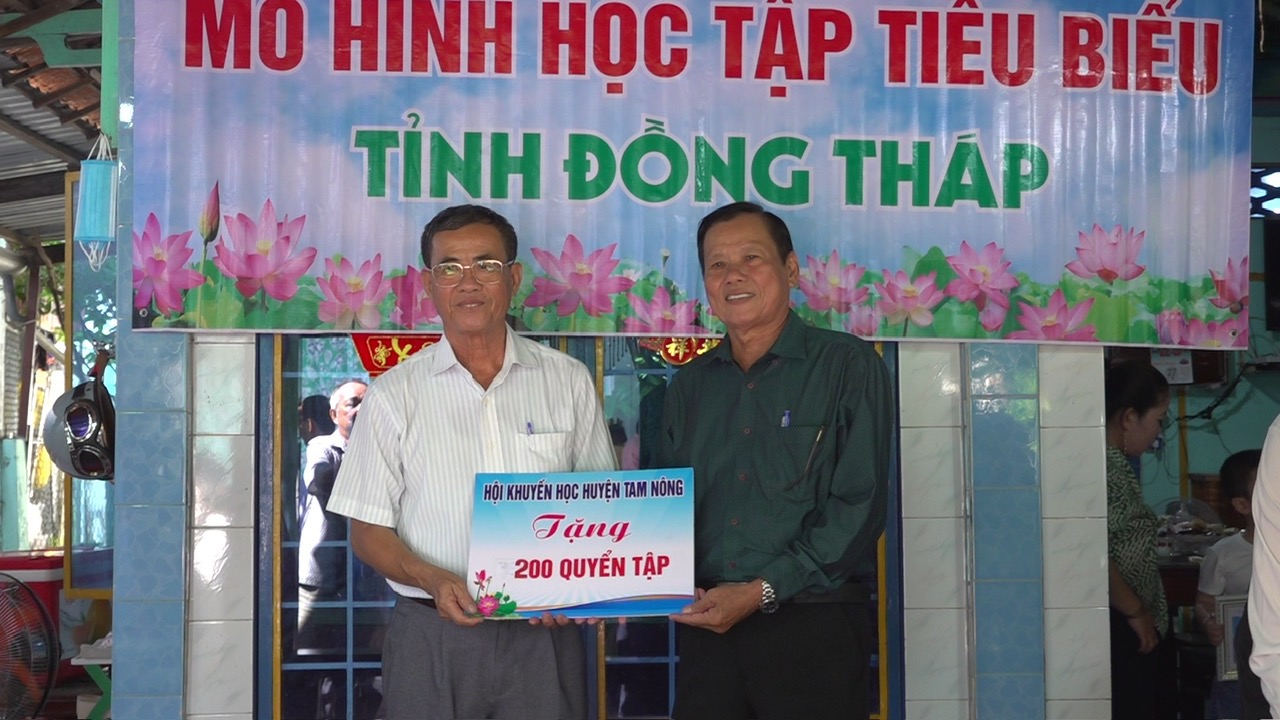 MÔ HÌNH HỌC TẬP TIÊU BIỂU
TỈNH ĐỒNG THÁP
HỘI KHUYẾN HỌC HUYỆN TAM NÔNG
Tặng
200 QUYỂN TẬP